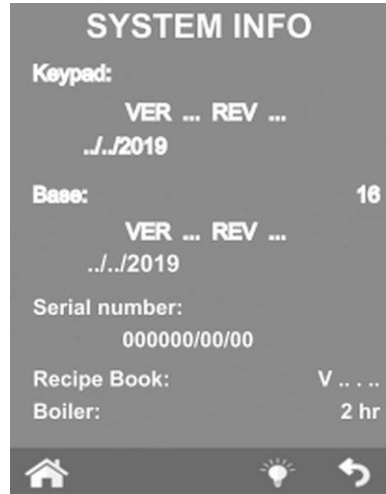 SYSTEM INFO
Keypad:
VER ... REV ...
../../2019
Base: 16
VER ... REV ...
../../2019
Serial number:
000000/00/00
Recipe Book: V .. . ..
Boiler: 2 hr